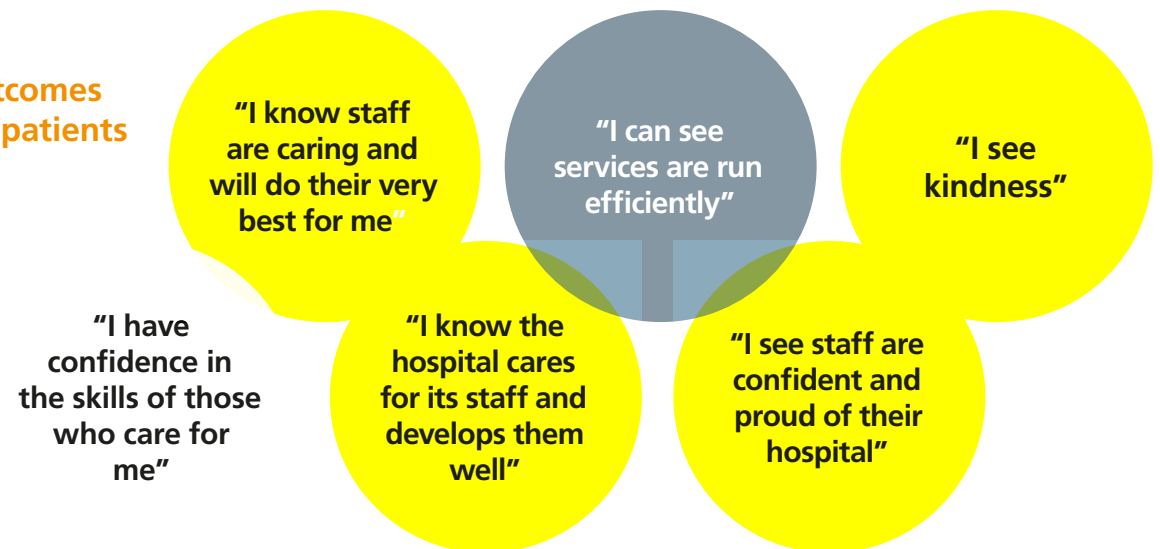 tcomes
patients
“I know staff
are caring and
will do their very
best for me”
“I can see
services are run
efficiently”
“I see
kindness”
“I have
confidence in
the skills of those
who care for
me”
“I know the
hospital cares
for its staff and
develops them
well”
“I see staff are
confident and
proud of their
hospital”